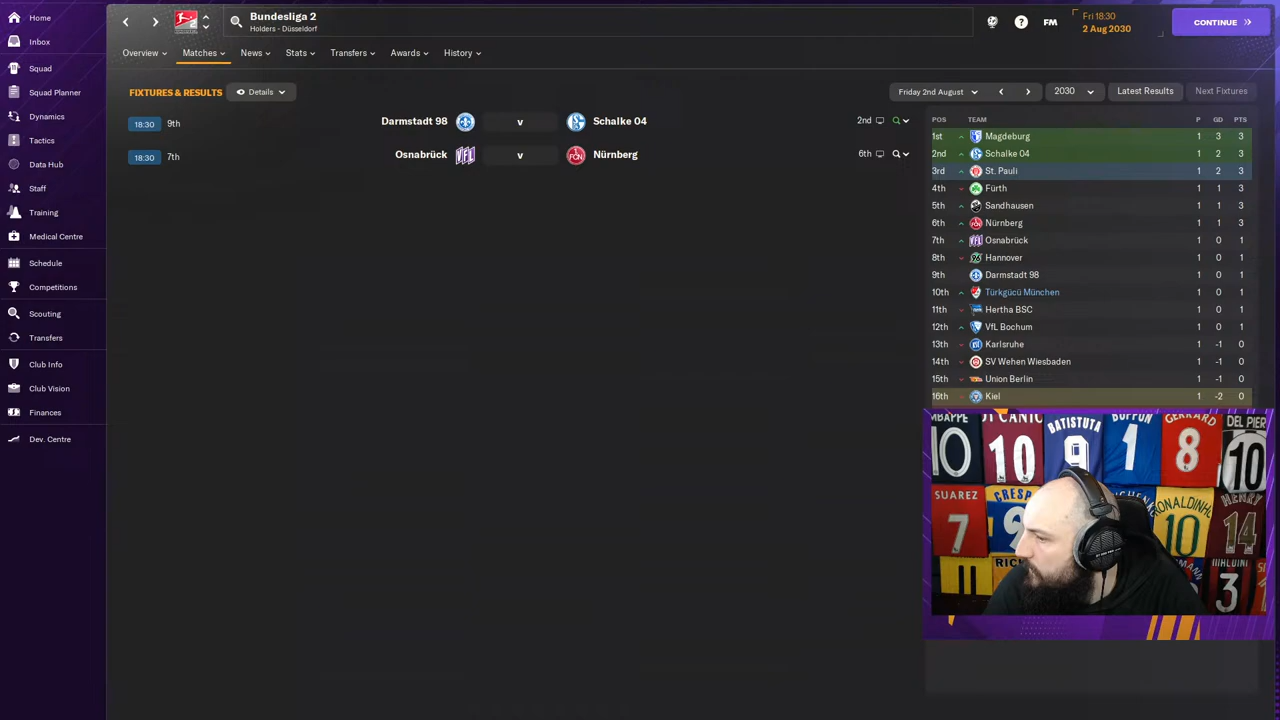 Home
Inbox
Squad
Squad Planner
Dynamics
Tactics
Data Hub
Staff
Training
Medical Centre
Schedule
Competitions
Scouting
Transfers
Club Info
Club Vision
Finances
Dev. Centre
Bundesliga 2
Holders - Düsseldorf
FM
Fri 18:30
2 Aug 2030
CONTINUE
Overview Matches News Stats Transfers Awards History
FIXTURES & RESULTS Details
Friday 2nd August 2030 Latest Results Next Fixtures
18:30 9th Darmstadt 98 v Schalke 04 2nd
18:30 7th Osnabrück v Nürnberg 6th
POS TEAM P GD PTS
1st Magdeburg 1 3 3
2nd Schalke 04 1 2 3
3rd St. Pauli 1 2 3
4th Fürth 1 1 3
5th Sandhausen 1 1 3
6th Nürnberg 1 1 3
7th Osnabrück 1 0 1
8th Hannover 1 0 1
9th Darmstadt 98 1 0 1
10th Türkgücü München 1 0 1
11th Hertha BSC 1 0 1
12th VfL Bochum 1 0 1
13th Karlsruhe 1 -1 0
14th SV Wehen Wiesbaden 1 -1 0
15th Union Berlin 1 -1 0
16th Kiel 1 -2 0
MBAPPE 10
DI CANIO 10
BATISTUTA 9
BUFFON 1
GERRARD 8
DEL PIERO 10
SUAREZ 7
CRESPO 9
RONALDINHO 10
HENRY 14
MALDINI 3